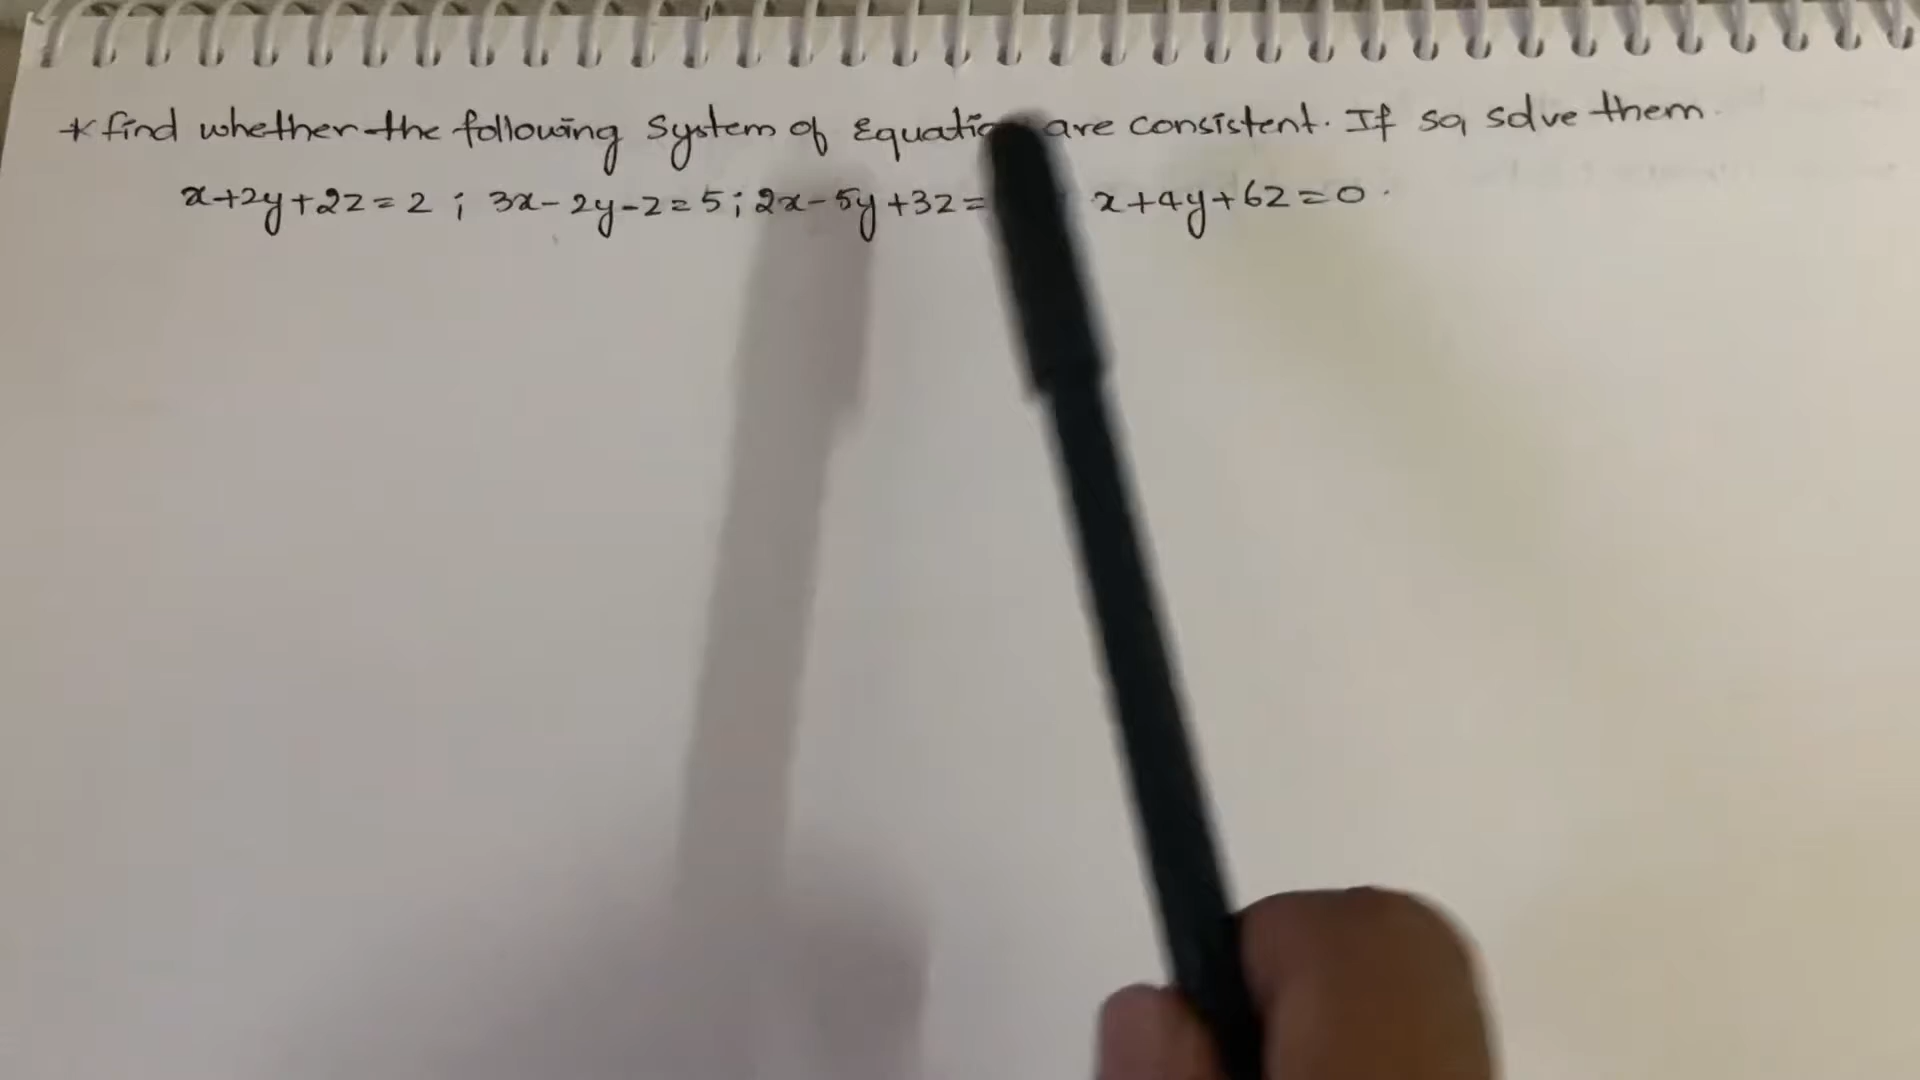 * find whether the following system of Equatio are consistent. If so, solve them.
x+2y+2z=2 ; 3x-2y-z=5 ; 2x-5y+3z= x+4y+6z=0.